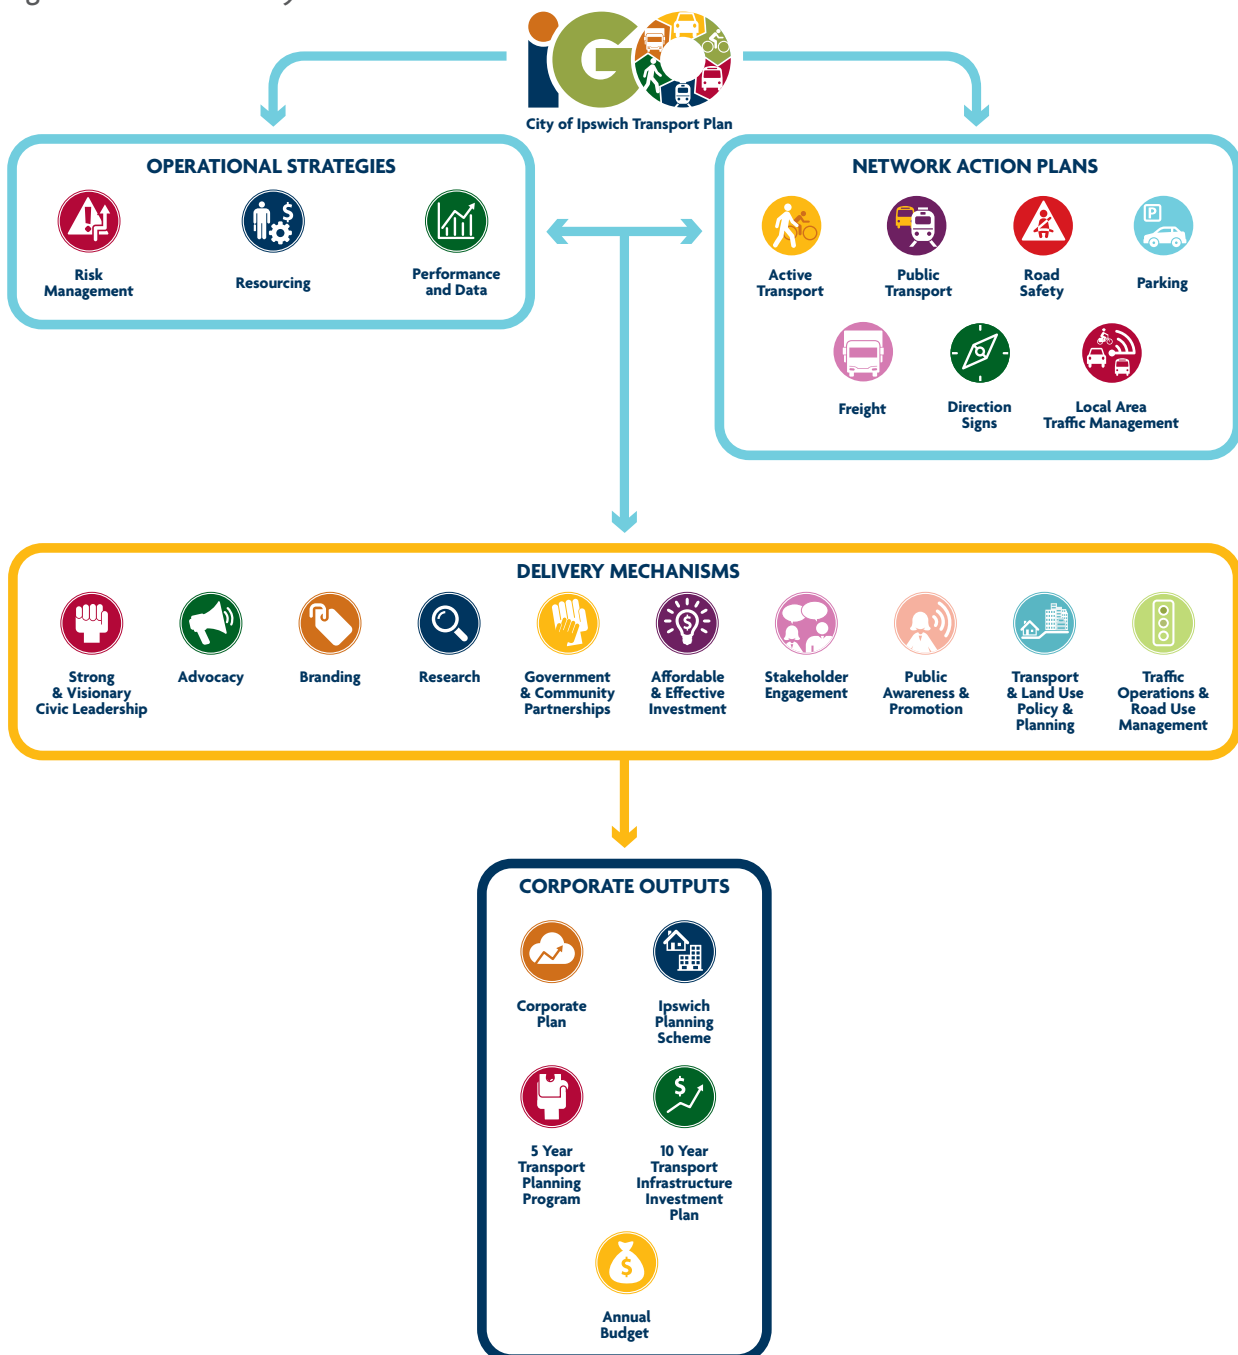 iGO
City of Ipswich Transport Plan
OPERATIONAL STRATEGIES
Risk
Management
Resourcing
Performance
and Data
NETWORK ACTION PLANS
Active
Transport
Public
Transport
Road
Safety
P
Parking
Freight
Direction
Signs
Local Area
Traffic Management
DELIVERY MECHANISMS
Strong
& Visionary
Civic Leadership
Advocacy
Branding
Research
Government
& Community
Partnerships
Affordable
& Effective
Investment
Stakeholder
Engagement
Public
Awareness &
Promotion
Transport
& Land Use
Policy &
Planning
Traffic
Operations &
Road Use
Management
CORPORATE OUTPUTS
Corporate
Plan
Ipswich
Planning
Scheme
5 Year
Transport
Planning
Program
10 Year
Transport
Infrastructure
Investment
Plan
Annual
Budget